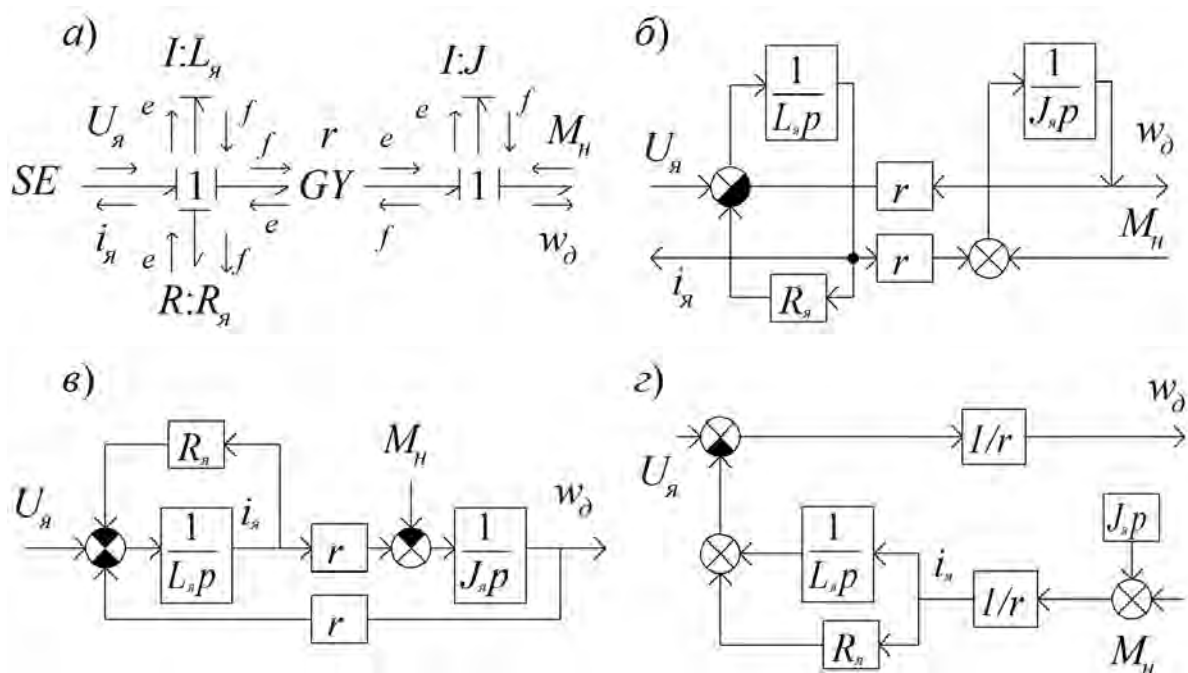 а)
I:Lя
I:J
Uя
e
f
f
r
e
e
f
Mн
SE
1
GY
1
iя
e
f
e
f
wд
R:Rя
б)
1
Lяp
1
Jяp
Uя
wд
r
Mн
r
iя
Rя
в)
Rя
Mн
Uя
1
Lяp
iя
r
1
Jяp
wд
r
г)
wд
I/r
Uя
Jяp
1
Lяp
iя
I/r
Rя
Mн